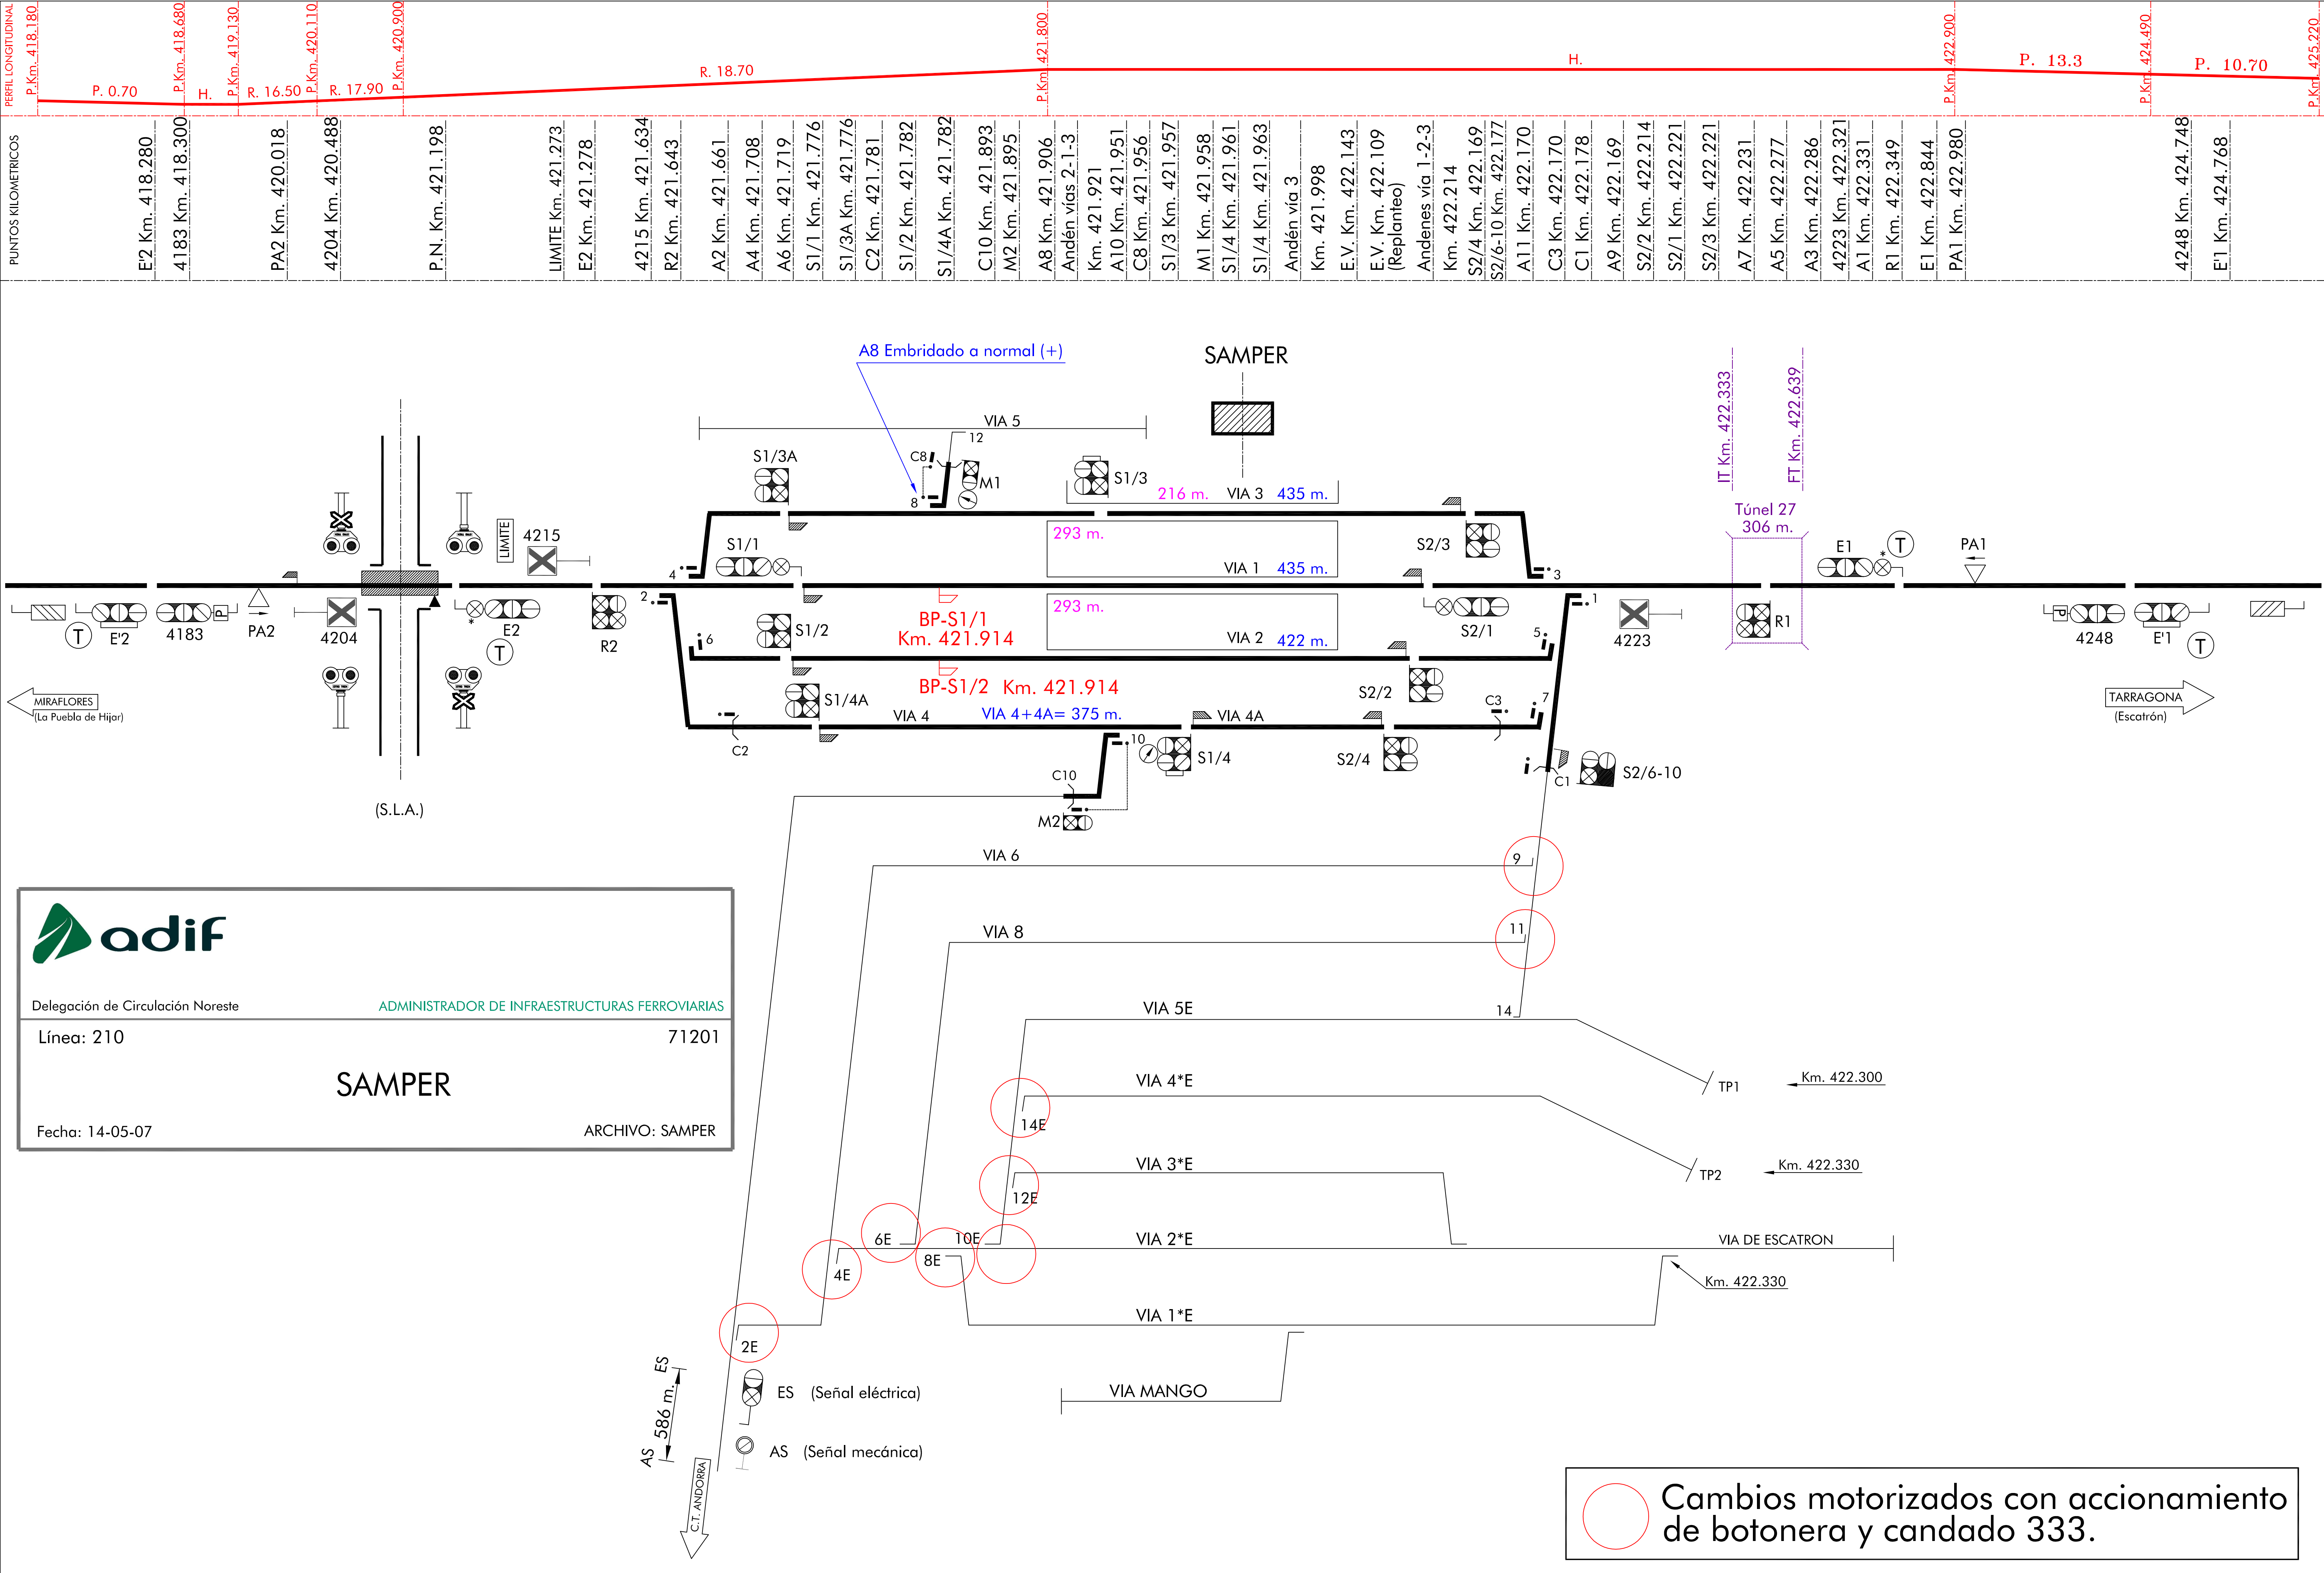 PERFIL LONGITUDINAL
P.Km. 418.180
P. 0.70
P.Km. 418.680
H.
P.Km. 419.130
R. 16.50
P.Km. 420.110
R. 17.90
P.Km. 420.900
R. 18.70
P.Km. 421.800
H.
P.Km. 422.900
P. 13.3
P.Km. 424.490
P. 10.70
P.Km. 425.220
PUNTOS KILOMETRICOS
E'2 Km. 418.280
4183 Km. 418.300
PA2 Km. 420.018
4204 Km. 420.488
P.N. Km. 421.198
LIMITE Km. 421.273
E2 Km. 421.278
4215 Km. 421.634
R2 Km. 421.643
A2 Km. 421.661
A4 Km. 421.708
A6 Km. 421.719
S1/1 Km. 421.776
S1/3A Km. 421.776
C2 Km. 421.781
S1/2 Km. 421.782
S1/4A Km. 421.782
C10 Km. 421.893
M2 Km. 421.895
A8 Km. 421.906
Andén vías 2-1-3
Km. 421.921
A10 Km. 421.951
C8 Km. 421.956
S1/3 Km. 421.957
M1 Km. 421.958
S1/4 Km. 421.961
S1/4 Km. 421.963
Andén vía 3
Km. 421.998
E.V. Km. 422.143
E.V. Km. 422.109
(Replanteo)
Andenes vía 1-2-3
Km. 422.214
S2/4 Km. 422.169
S2/6-10 Km. 422.177
A11 Km. 422.170
C3 Km. 422.170
C1 Km. 422.178
A9 Km. 422.169
S2/2 Km. 422.214
S2/1 Km. 422.221
S2/3 Km. 422.221
A7 Km. 422.231
A5 Km. 422.277
A3 Km. 422.286
4223 Km. 422.321
A1 Km. 422.331
R1 Km. 422.349
E1 Km. 422.844
PA1 Km. 422.980
4248 Km. 424.748
E'1 Km. 424.768
A8 Embridado a normal (+)
SAMPER
VIA 5
12
C8
M1
8
S1/3A
S1/3
216 m. VIA 3 435 m.
IT Km. 422.333
FT Km. 422.639
Túnel 27
306 m.
LIMITE
4215
S1/1
293 m.
VIA 1 435 m.
S2/3
E1
*
T
PA1
4
3
2
1
T
E'2
4183
P
PA2
4204
*
E2
T
R2
6
S1/2
BP-S1/1
Km. 421.914
293 m.
VIA 2 422 m.
S2/1
5
4223
R1
P
4248
E'1
T
MIRAFLORES
(La Puebla de Hijar)
S1/4A
BP-S1/2 Km. 421.914
S2/2
C3
7
TARRAGONA
(Escatrón)
C2
VIA 4
VIA 4+4A= 375 m.
VIA 4A
10
S1/4
S2/4
C1
S2/6-10
C10
M2
(S.L.A.)
VIA 6
9
VIA 8
11
adif
Delegación de Circulación Noreste
ADMINISTRADOR DE INFRAESTRUCTURAS FERROVIARIAS
Línea: 210
71201
SAMPER
Fecha: 14-05-07
ARCHIVO: SAMPER
VIA 5E
14
TP1
Km. 422.300
VIA 4*E
14E
TP2
Km. 422.330
VIA 3*E
12E
6E
10E
VIA 2*E
VIA DE ESCATRON
8E
4E
Km. 422.330
VIA 1*E
2E
VIA MANGO
AS 586 m. ES
ES (Señal eléctrica)
AS (Señal mecánica)
C.T. ANDORRA
Cambios motorizados con accionamiento
de botonera y candado 333.